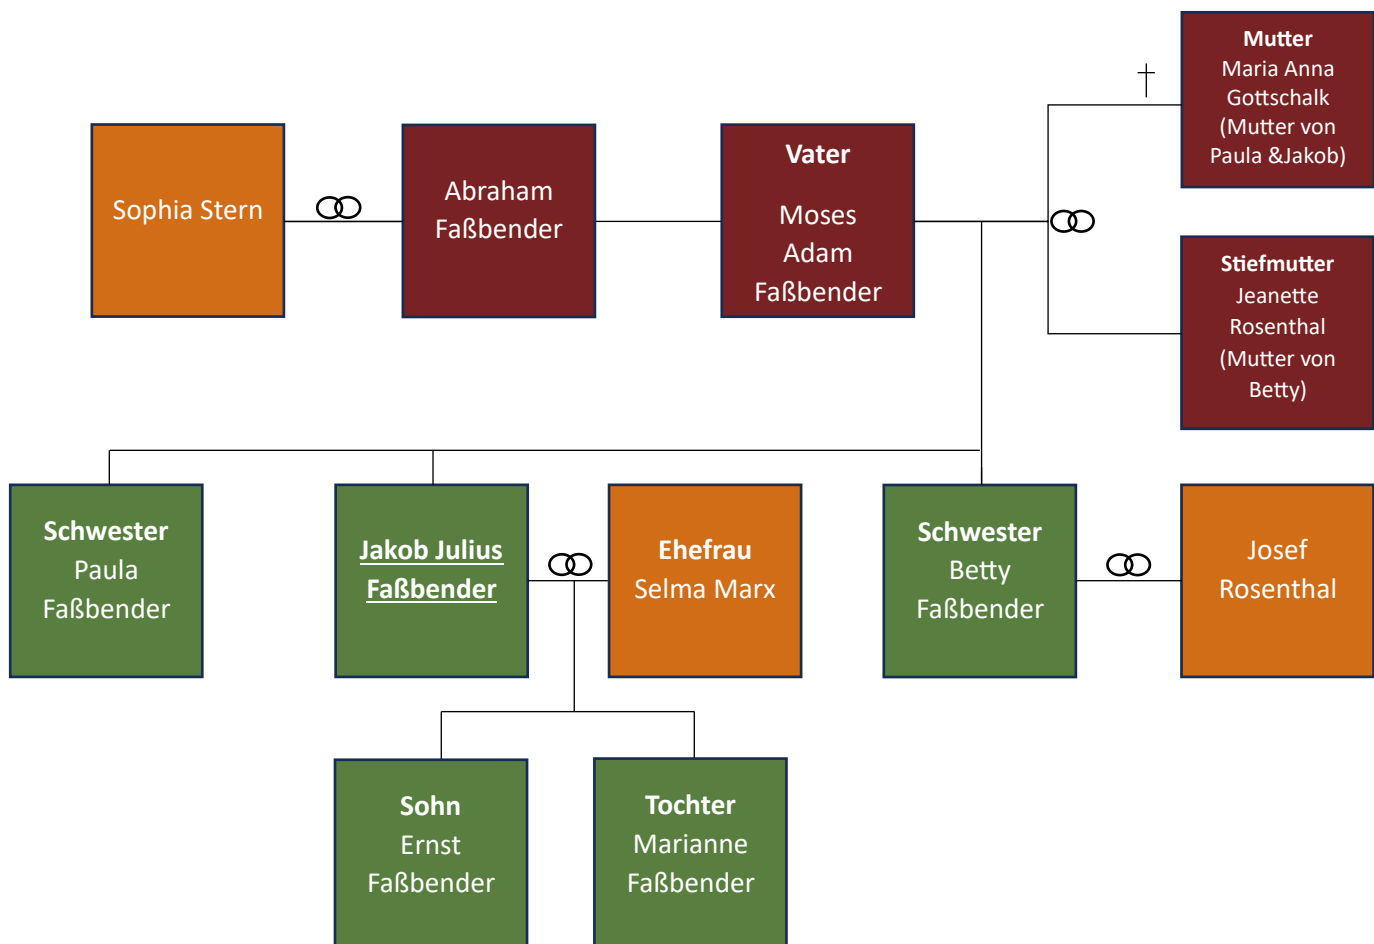 Mutter
Maria Anna
Gottschalk
(Mutter von
Paula &Jakob)
Sophia Stern
Abraham
Faßbender
Vater
Moses
Adam
Faßbender
Stiefmutter
Jeanette
Rosenthal
(Mutter von
Betty)
Schwester
Paula
Faßbender
Jakob Julius
Faßbender
Ehefrau
Selma Marx
Schwester
Betty
Faßbender
Josef
Rosenthal
Sohn
Ernst
Faßbender
Tochter
Marianne
Faßbender